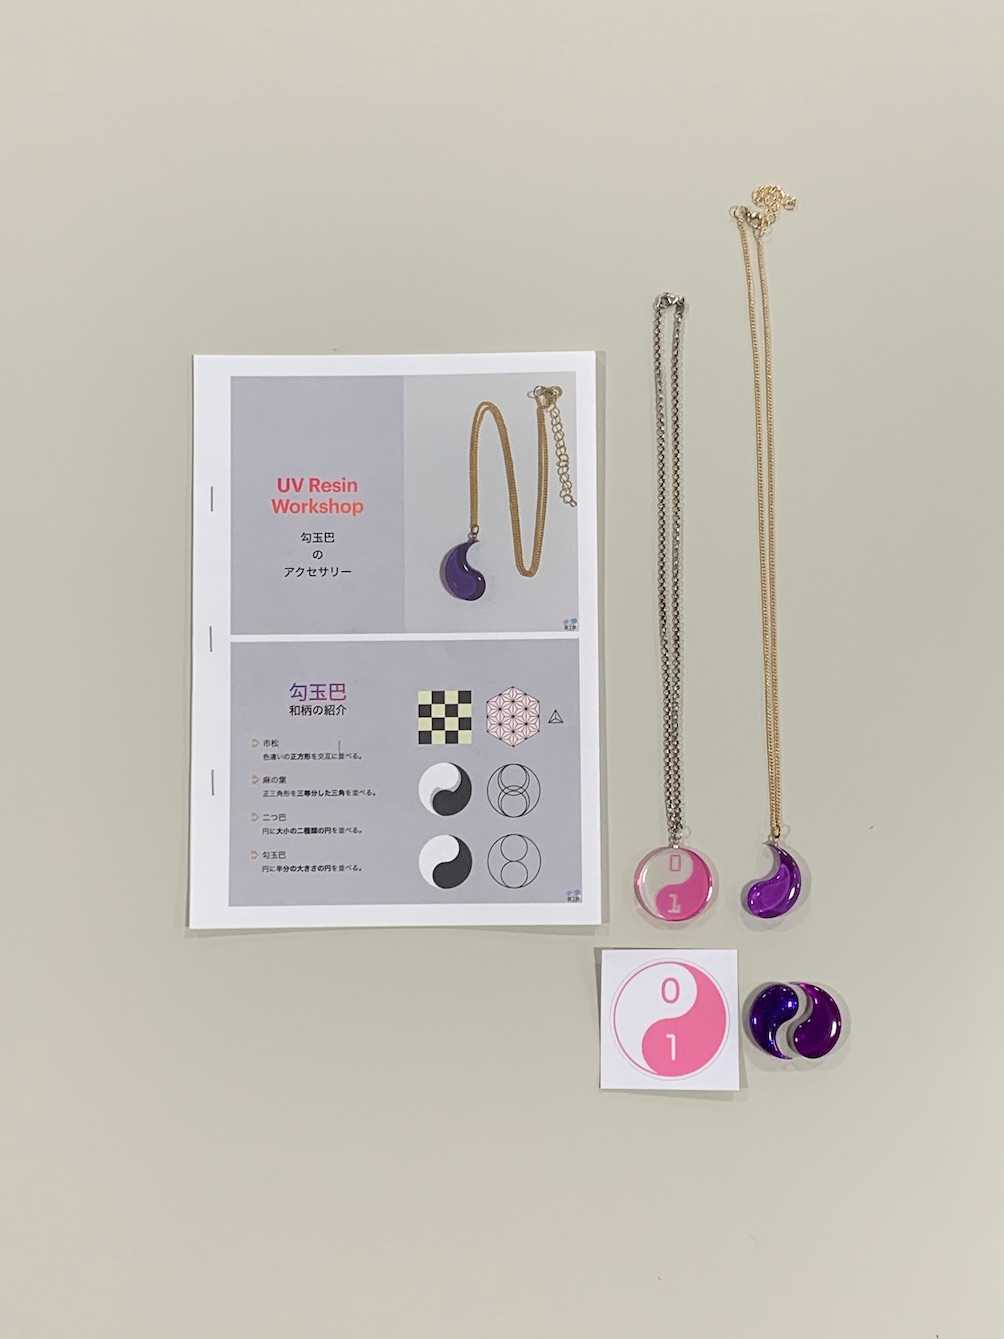 UV Resin
Workshop
勾玉巴
の
アクセサリー
勾玉巴
和柄の紹介
市松
色違いの正方形を交互に並べる。
麻の葉
正三角形を三等分した三角を並べる。
二つ巴
円に大小の二種類の円を並べる。
勾玉巴
円に半分の大きさの円を並べる。
0
1
0
1